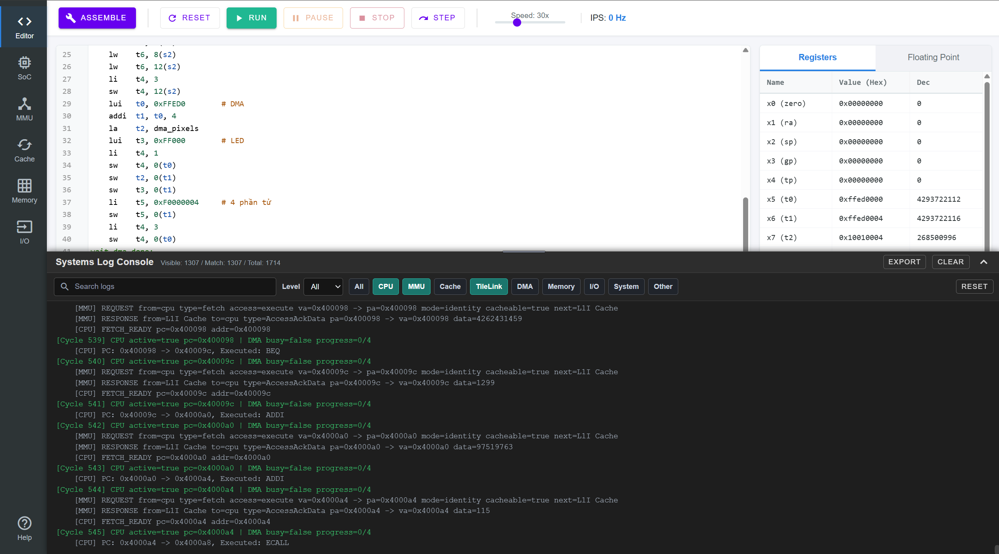 Editor
SoC
MMU
Cache
Memory
I/O
Help
ASSEMBLE
RESET
RUN
PAUSE
STOP
STEP
Speed: 30x
IPS: 0 Hz
25 lw t6, 8(s2)
26 lw t6, 12(s2)
27 li t4, 3
28 sw t4, 12(s2)
29 lui t0, 0xFFED0 # DMA
30 addi t1, t0, 4
31 la t2, dma_pixels
32 lui t3, 0xFF000 # LED
33 li t4, 1
34 sw t4, 0(t0)
35 sw t2, 0(t1)
36 sw t3, 0(t1)
37 li t5, 0xF0000004 # 4 phần tử
38 sw t5, 0(t1)
39 li t4, 3
40 sw t4, 0(t0)
41 wait_dma_done:
Registers Floating Point
Name Value (Hex) Dec
x0 (zero) 0x00000000 0
x1 (ra) 0x00000000 0
x2 (sp) 0x00000000 0
x3 (gp) 0x00000000 0
x4 (tp) 0x00000000 0
x5 (t0) 0xffed0000 4293722112
x6 (t1) 0xffed0004 4293722116
x7 (t2) 0x10010004 268500996
Systems Log Console Visible: 1307 / Match: 1307 / Total: 1714
EXPORT CLEAR
Search logs Level All All CPU MMU Cache TileLink DMA Memory I/O System Other RESET
[MMU] REQUEST from=cpu type=fetch access=execute va=0x400098 -> pa=0x400098 mode=identity cacheable=true next=L1I Cache
[MMU] RESPONSE from=L1I Cache to=cpu type=AccessAckData pa=0x400098 -> va=0x400098 data=4262431459
[CPU] FETCH_READY pc=0x400098 addr=0x400098
[Cycle 539] CPU active=true pc=0x400098 | DMA busy=false progress=0/4
[CPU] PC: 0x400098 -> 0x40009c, Executed: BEQ
[Cycle 540] CPU active=true pc=0x40009c | DMA busy=false progress=0/4
[MMU] REQUEST from=cpu type=fetch access=execute va=0x40009c -> pa=0x40009c mode=identity cacheable=true next=L1I Cache
[MMU] RESPONSE from=L1I Cache to=cpu type=AccessAckData pa=0x40009c -> va=0x40009c data=1299
[CPU] FETCH_READY pc=0x40009c addr=0x40009c
[Cycle 541] CPU active=true pc=0x40009c | DMA busy=false progress=0/4
[CPU] PC: 0x40009c -> 0x4000a0, Executed: ADDI
[Cycle 542] CPU active=true pc=0x4000a0 | DMA busy=false progress=0/4
[MMU] REQUEST from=cpu type=fetch access=execute va=0x4000a0 -> pa=0x4000a0 mode=identity cacheable=true next=L1I Cache
[MMU] RESPONSE from=L1I Cache to=cpu type=AccessAckData pa=0x4000a0 -> va=0x4000a0 data=97519763
[CPU] FETCH_READY pc=0x4000a0 addr=0x4000a0
[Cycle 543] CPU active=true pc=0x4000a0 | DMA busy=false progress=0/4
[CPU] PC: 0x4000a0 -> 0x4000a4, Executed: ADDI
[Cycle 544] CPU active=true pc=0x4000a4 | DMA busy=false progress=0/4
[MMU] REQUEST from=cpu type=fetch access=execute va=0x4000a4 -> pa=0x4000a4 mode=identity cacheable=true next=L1I Cache
[MMU] RESPONSE from=L1I Cache to=cpu type=AccessAckData pa=0x4000a4 -> va=0x4000a4 data=115
[CPU] FETCH_READY pc=0x4000a4 addr=0x4000a4
[Cycle 545] CPU active=true pc=0x4000a4 | DMA busy=false progress=0/4
[CPU] PC: 0x4000a4 -> 0x4000a8, Executed: ECALL